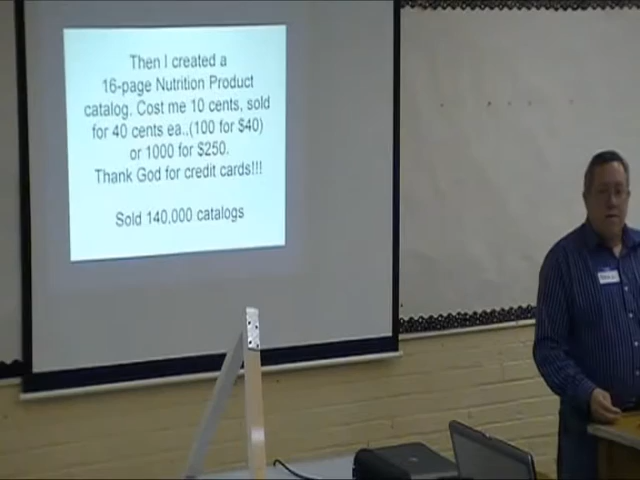 Then I created a
16-page Nutrition Product
catalog. Cost me 10 cents, sold
for 40 cents ea.,(100 for $40)
or 1000 for $250.
Thank God for credit cards!!!
Sold 140,000 catalogs